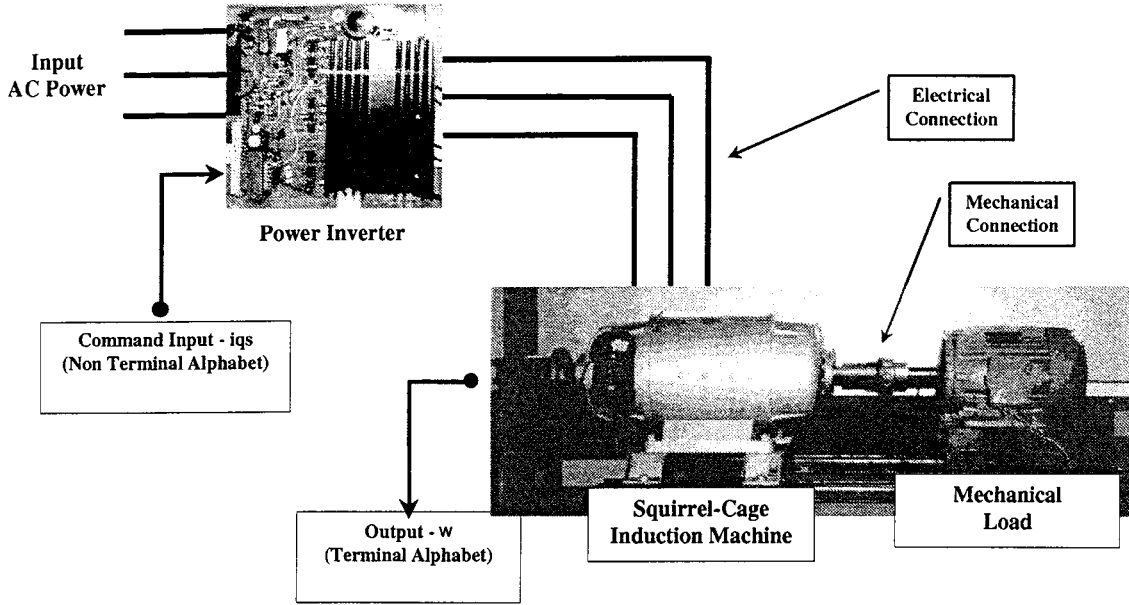 Input
AC Power
Electrical
Connection
Mechanical
Connection
Power Inverter
Command Input - iqs
(Non Terminal Alphabet)
Squirrel-Cage
Induction Machine
Mechanical
Load
Output - w
(Terminal Alphabet)